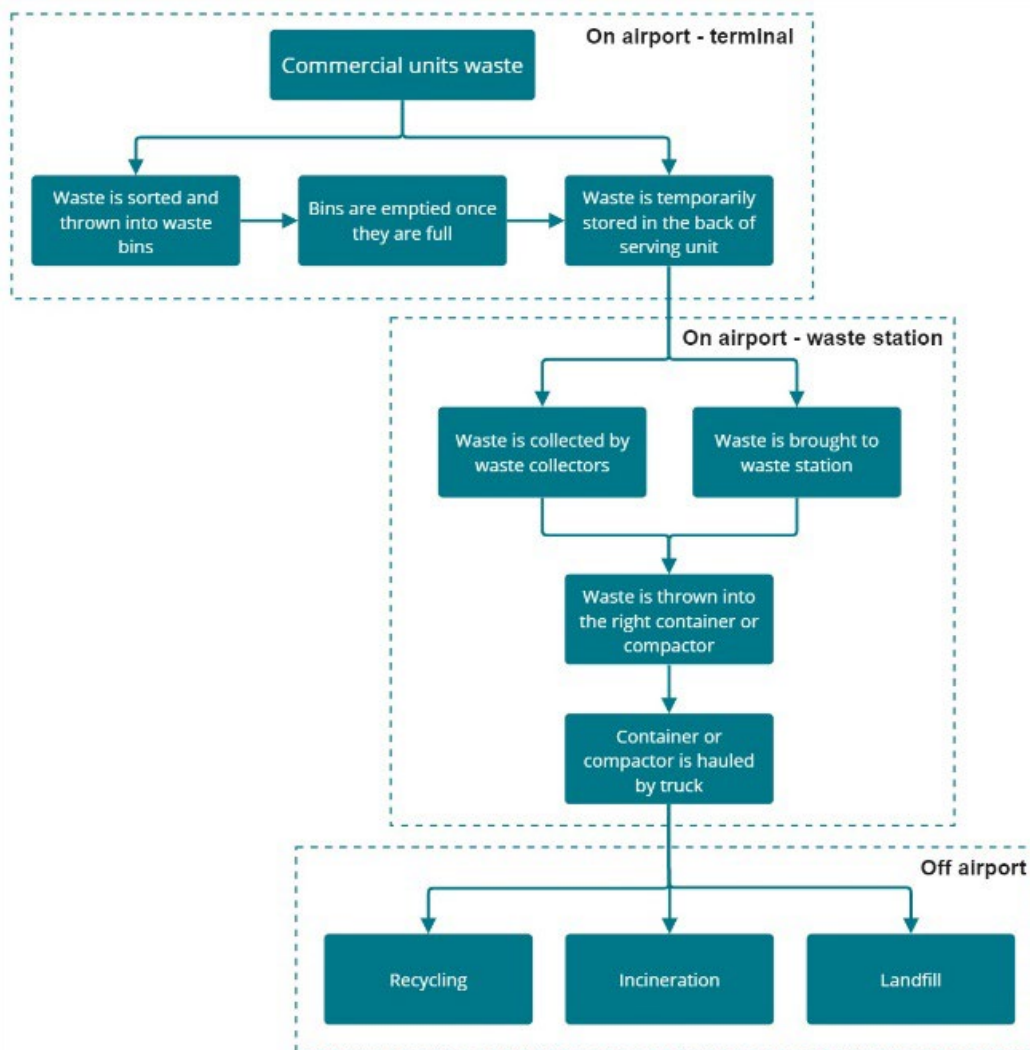 On airport - terminal
Commercial units waste
Waste is sorted and
thrown into waste
bins
Bins are emptied once
they are full
Waste is temporarily
stored in the back of
serving unit
On airport - waste station
Waste is collected by
waste collectors
Waste is brought to
waste station
Waste is thrown into
the right container or
compactor
Container or
compactor is hauled
by truck
Off airport
Recycling
Incineration
Landfill